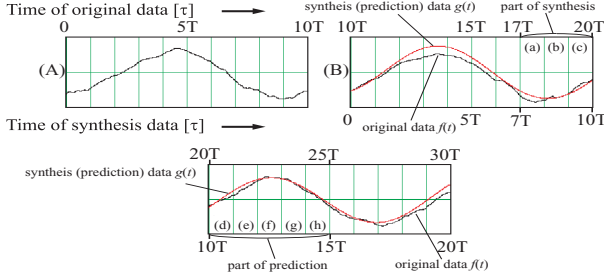 Time of original data [τ]
0 5T 10T
(A)
syntheis (prediction) data g(t)
part of synthesis
10T 15T 17T 20T
(a) (b) (c)
(B)
original data f(t)
0 5T 7T 10T
Time of synthesis data [τ]
20T 25T 30T
syntheis (prediction) data g(t)
(d) (e) (f) (g) (h)
10T 15T 20T
part of prediction
original data f(t)